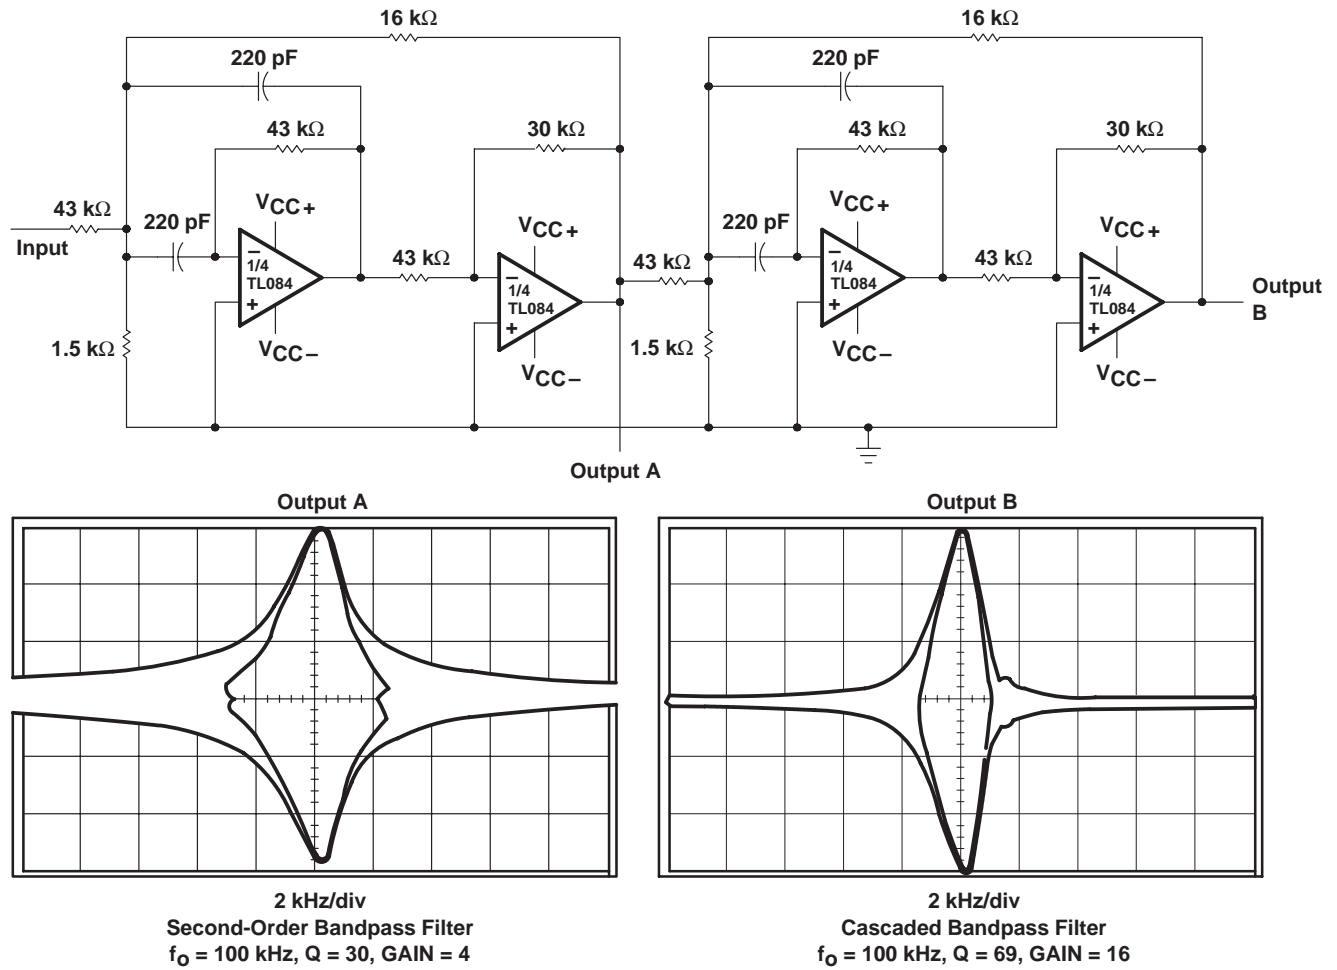 16 kΩ
16 kΩ
220 pF
220 pF
43 kΩ
30 kΩ
43 kΩ
30 kΩ
43 kΩ
Input
220 pF
VCC+
−
1/4
TL084
+
VCC−
1.5 kΩ
43 kΩ
VCC+
−
1/4
TL084
+
VCC−
43 kΩ
1.5 kΩ
220 pF
VCC+
−
1/4
TL084
+
VCC−
43 kΩ
VCC+
−
1/4
TL084
+
VCC−
Output
B
Output A
Output A
Output B
2 kHz/div
Second-Order Bandpass Filter
fo = 100 kHz, Q = 30, GAIN = 4
2 kHz/div
Cascaded Bandpass Filter
fo = 100 kHz, Q = 69, GAIN = 16